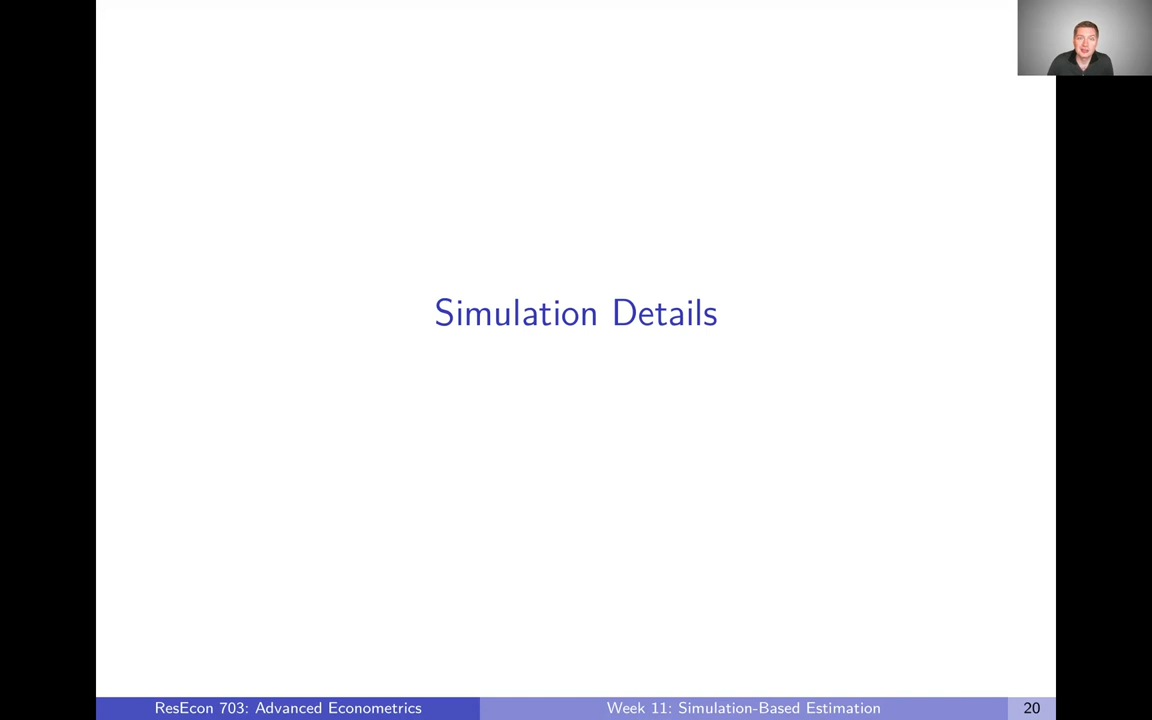 Simulation Details
ResEcon 703: Advanced Econometrics
Week 11: Simulation-Based Estimation
20